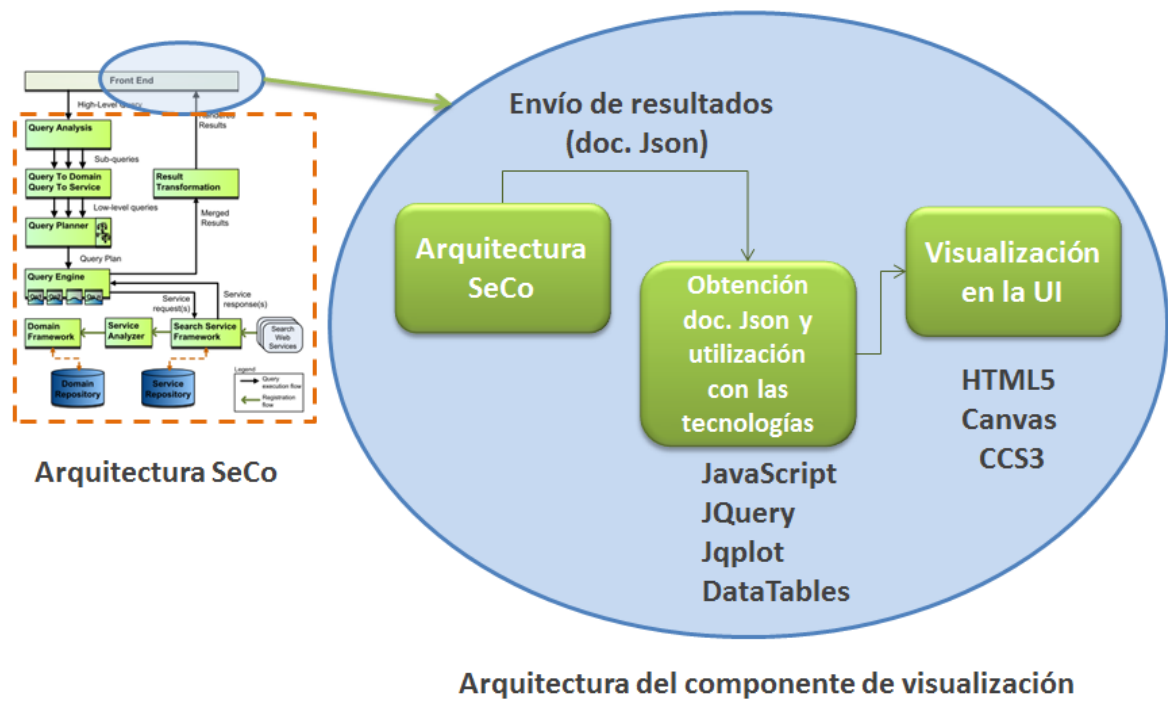 Front End
High-Level Query
Rendered
Results
Query Analysis
Sub-queries
Query To Domain
Query To Service
Result
Transformation
Low-level queries
Merged
Results
Query Planner
Query Plan
Query Engine
Service
request(s)
Service
response(s)
Domain
Framework
Service
Analyzer
Search Service
Framework
Search
Web
Services
Domain
Repository
Service
Repository
Legend
Query
execution flow
Registration
flow
Arquitectura SeCo
Envío de resultados
(doc. Json)
Arquitectura
SeCo
Obtención
doc. Json y
utilización
con las
tecnologías
JavaScript
JQuery
Jqplot
DataTables
Visualización
en la UI
HTML5
Canvas
CCS3
Arquitectura del componente de visualización